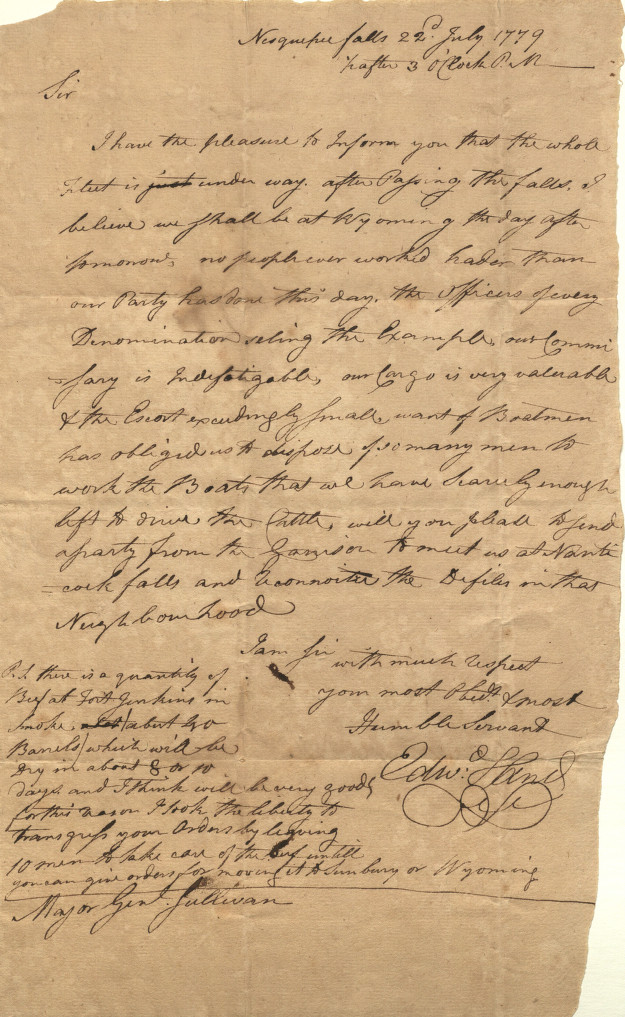 Nesquepee falls 22d. July 1779
½ after 3 O'Clock P.M
Sir
I have the pleasure to Inform you that the whole
Fleet is just under way. after Passing the falls. I
believe we shall be at Wyoming the day after
tomorow, no people ever worked hader than
our Party has done this day. the Officers of every
Denomination seting the Example, our Commi
-sary is Indefatigable, our Cargo is very valuable
& the Escort exceedingly small, want of Boatmen
has obliged us to dispose of so many men to
work the Boats that we have scarcely enough
left to drive the Cattle, will you please to send
a party from the Garrison to meet us at Nanti
=cock falls and Reconnoiter the Defiles in that
Neighbourhood
I am Sir with much respect
your most Obedt. & most
Humble Servant
Edwd. Hand
P.S. there is a quantity of
Beef at Fort Jenkins in
Smoke, (about 30
Barrels) which will be
Dry in about 8 or 10
days and I think will be very good,
for this reason I took the liberty to
transgress your Orders by leaving
10 men to take care of the Beef untill
you can give orders for moving it to Sunbury or Wyoming
Major Genl. Sullivan